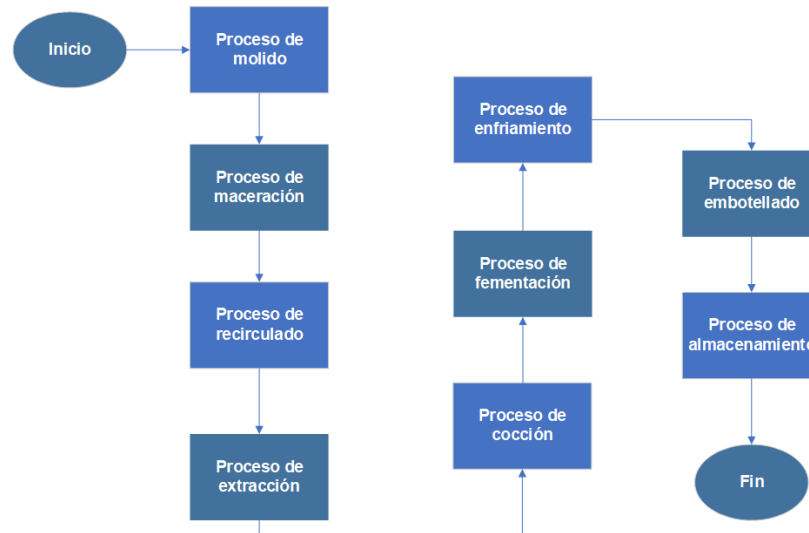 Inicio
Proceso de
molido
Proceso de
maceración
Proceso de
recirculado
Proceso de
extracción
Proceso de
cocción
Proceso de
fementación
Proceso de
enfriamiento
Proceso de
embotellado
Proceso de
almacenamiento
Fin